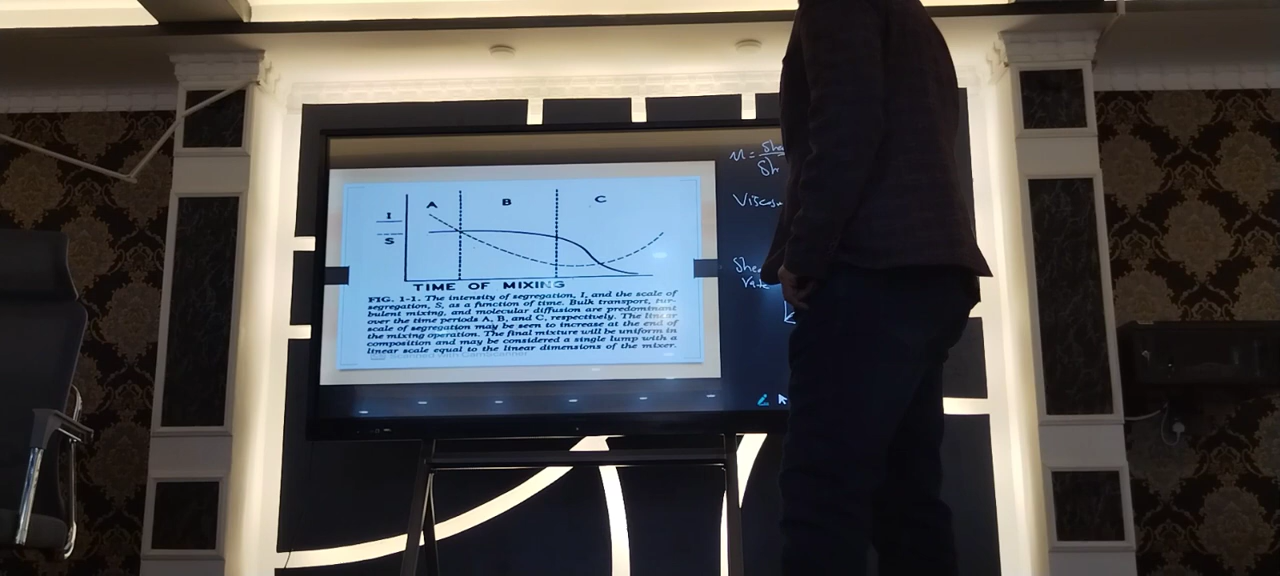 A
B
C
I
S
TIME OF MIXING
FIG. 1-1. The intensity of segregation, I, and the scale of
segregation, S, as a function of time. Bulk transport, tur-
bulent mixing, and molecular diffusion are predominant
over the time periods A, B, and C, respectively. The linear
scale of segregation may be seen to increase at the end of
the mixing operation. The final mixture will be uniform in
composition and may be considered a single lump with a
linear scale equal to the linear dimensions of the mixer.
Scanned with CamScanner